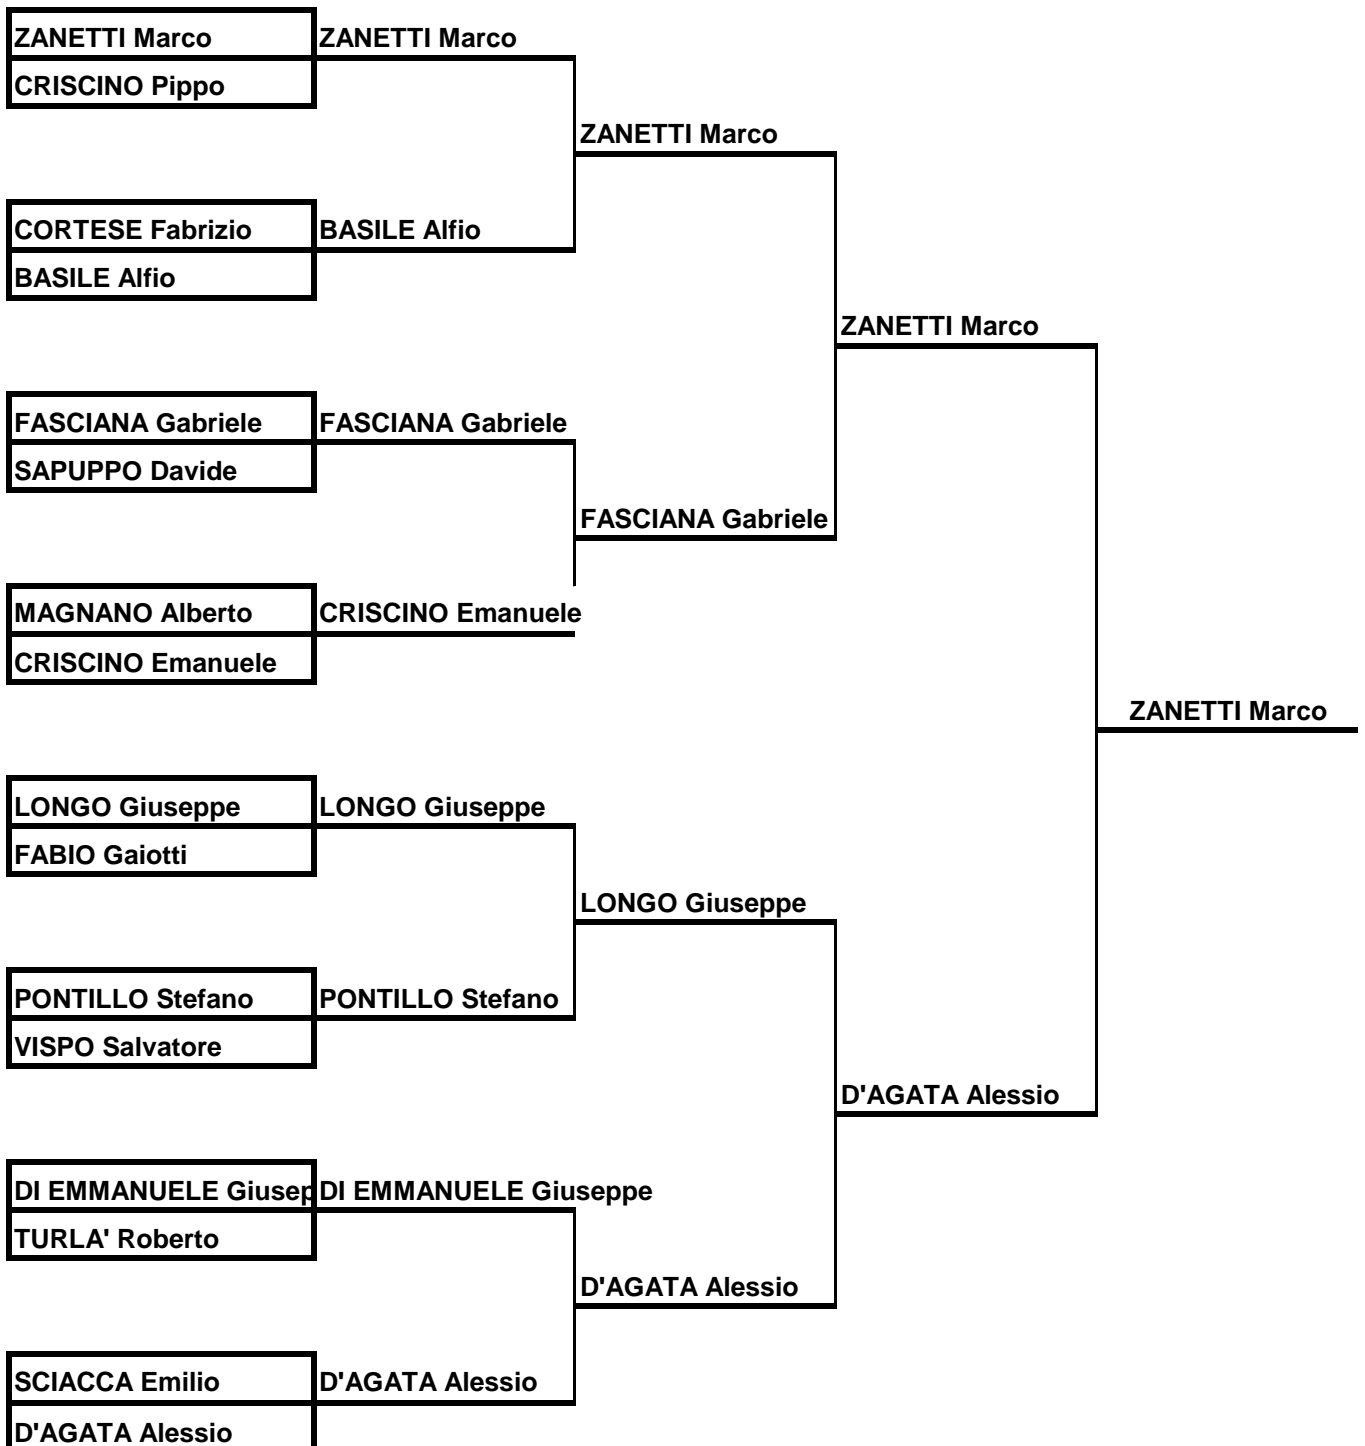 ZANETTI Marco ZANETTI Marco
CRISCINO Pippo
ZANETTI Marco
CORTESE Fabrizio BASILE Alfio
BASILE Alfio
ZANETTI Marco
FASCIANA Gabriele FASCIANA Gabriele
SAPUPPO Davide
FASCIANA Gabriele
MAGNANO Alberto CRISCINO Emanuele
CRISCINO Emanuele
ZANETTI Marco
LONGO Giuseppe LONGO Giuseppe
FABIO Gaiotti
LONGO Giuseppe
PONTILLO Stefano PONTILLO Stefano
VISPO Salvatore
D'AGATA Alessio
DI EMMANUELE Giusep DI EMMANUELE Giuseppe
TURLA' Roberto
D'AGATA Alessio
SCIACCA Emilio D'AGATA Alessio
D'AGATA Alessio